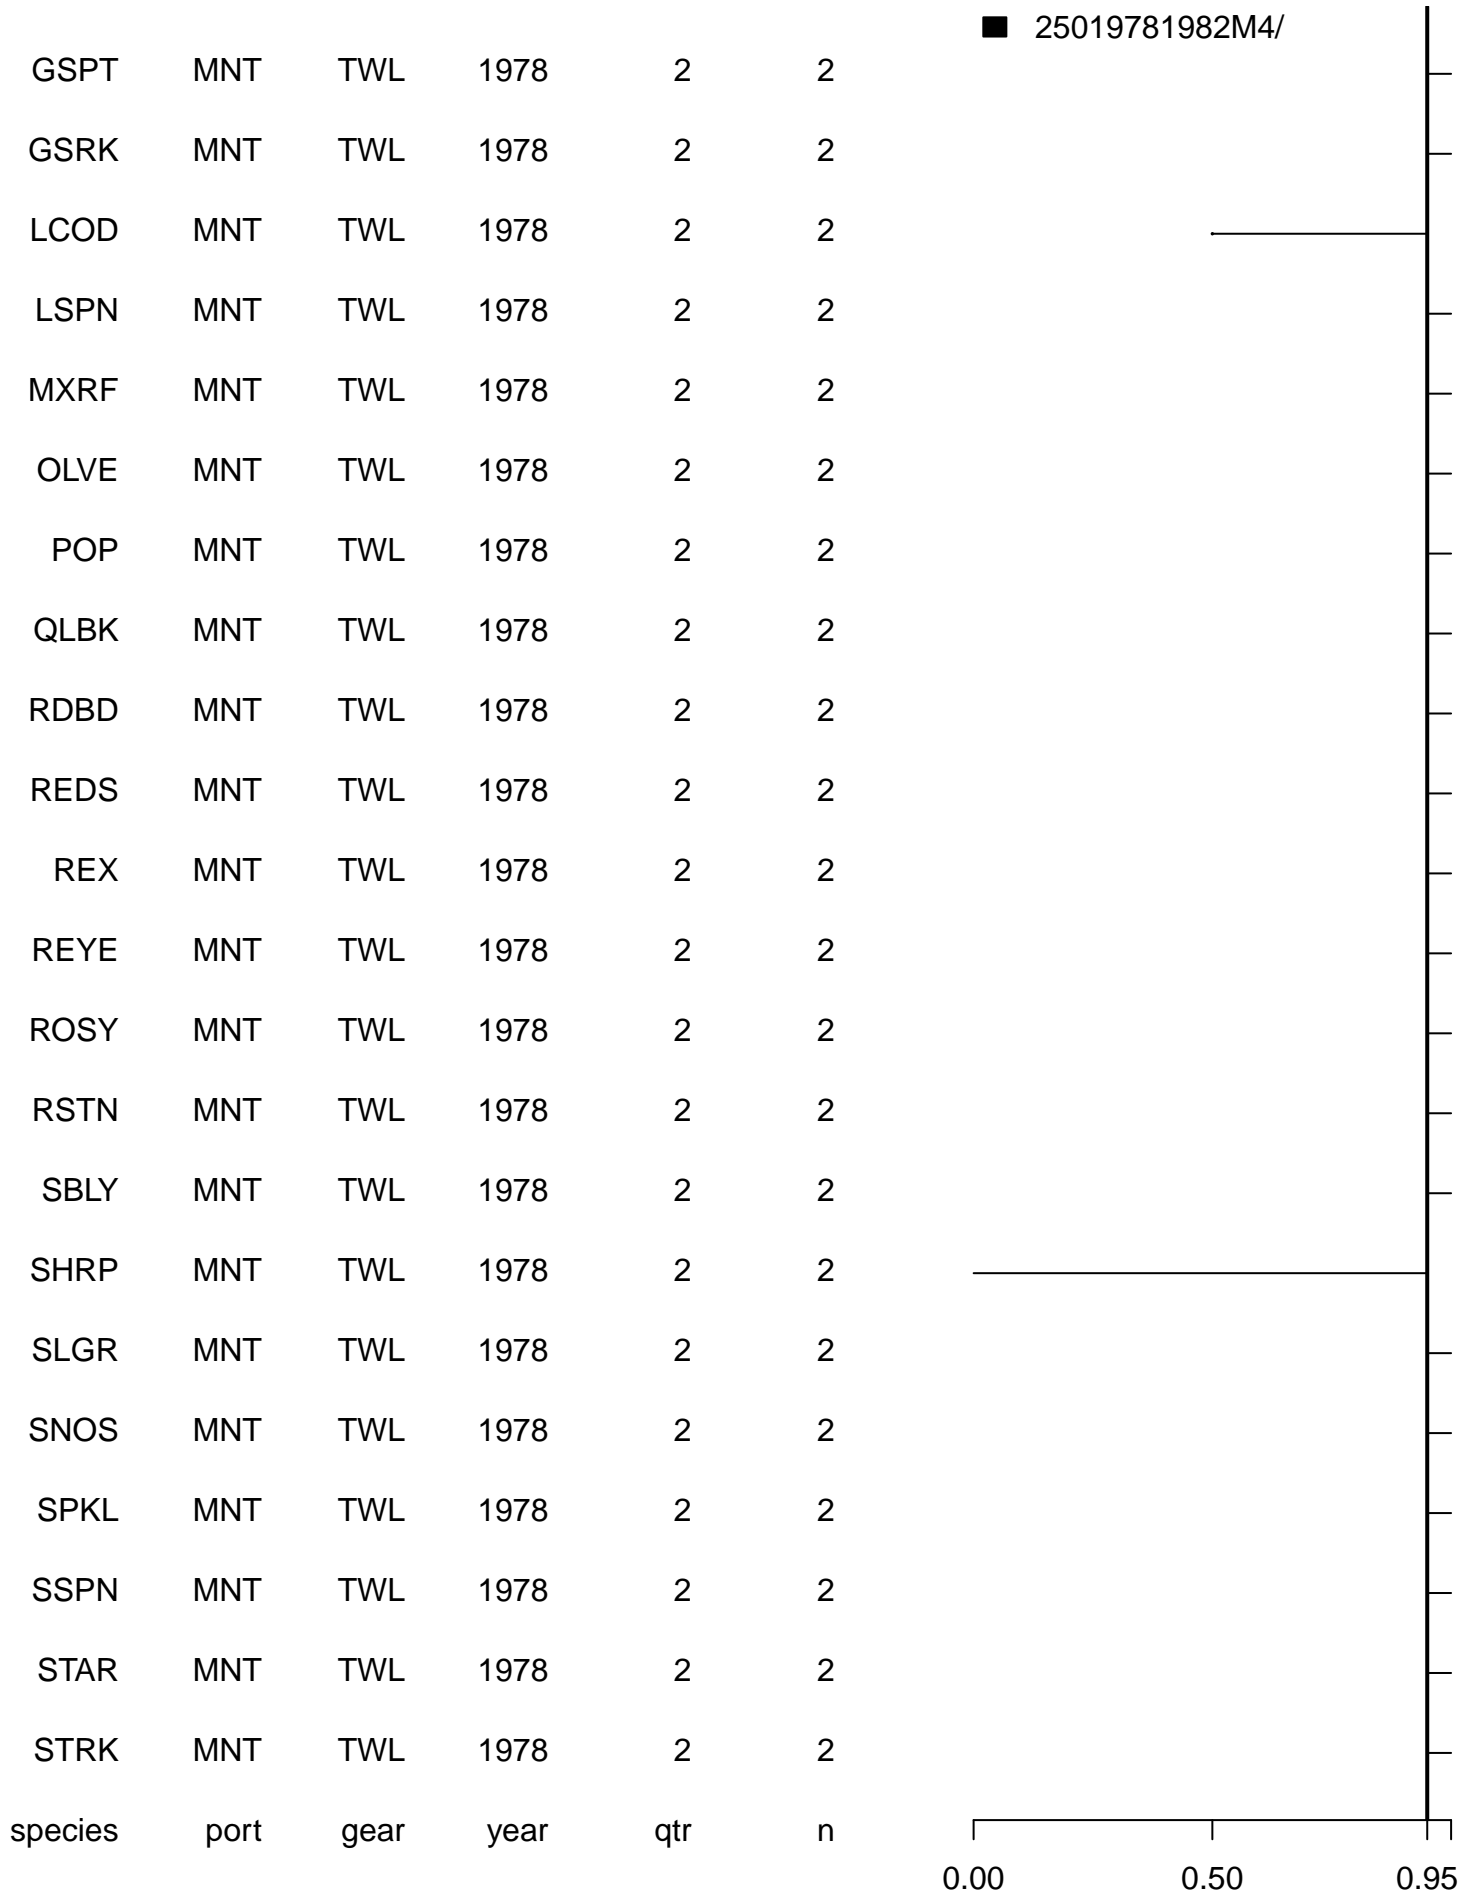 25019781982M4/
GSPT MNT TWL 1978 2 2
GSRK MNT TWL 1978 2 2
LCOD MNT TWL 1978 2 2
LSPN MNT TWL 1978 2 2
MXRF MNT TWL 1978 2 2
OLVE MNT TWL 1978 2 2
POP MNT TWL 1978 2 2
QLBK MNT TWL 1978 2 2
RDBD MNT TWL 1978 2 2
REDS MNT TWL 1978 2 2
REX MNT TWL 1978 2 2
REYE MNT TWL 1978 2 2
ROSY MNT TWL 1978 2 2
RSTN MNT TWL 1978 2 2
SBLY MNT TWL 1978 2 2
SHRP MNT TWL 1978 2 2
SLGR MNT TWL 1978 2 2
SNOS MNT TWL 1978 2 2
SPKL MNT TWL 1978 2 2
SSPN MNT TWL 1978 2 2
STAR MNT TWL 1978 2 2
STRK MNT TWL 1978 2 2
species port gear year qtr n
0.00 0.50 0.95